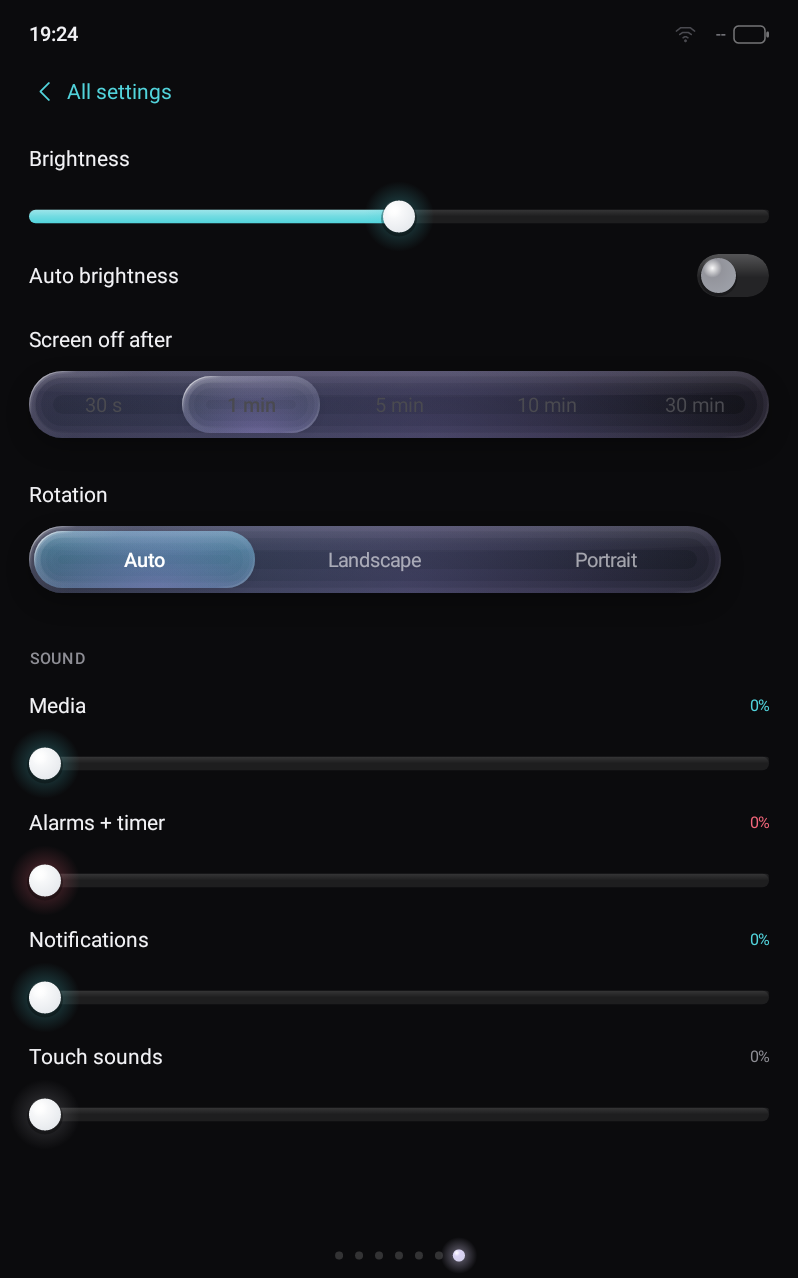 19:24
--
All settings
Brightness
Auto brightness
Screen off after
30 s 1 min 5 min 10 min 30 min
Rotation
Auto Landscape Portrait
SOUND
Media 0%
Alarms + timer 0%
Notifications 0%
Touch sounds 0%